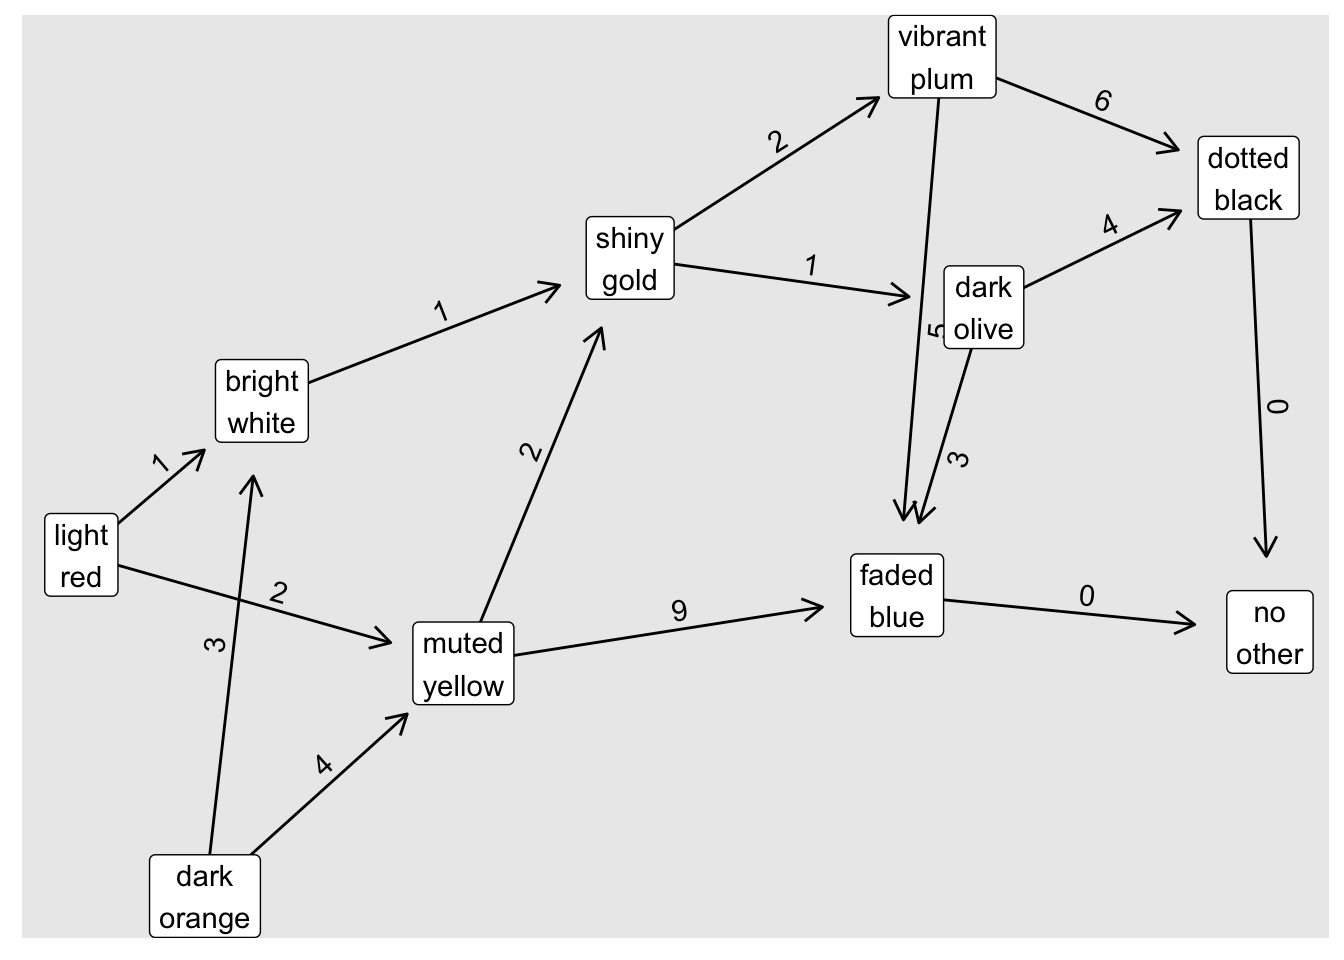 vibrant
plum
6
2
dotted
black
shiny
gold
4
1
dark
olive
5
1
bright
white
0
2
3
1
light
red
faded
blue
2
9
0
no
other
3
muted
yellow
4
dark
orange